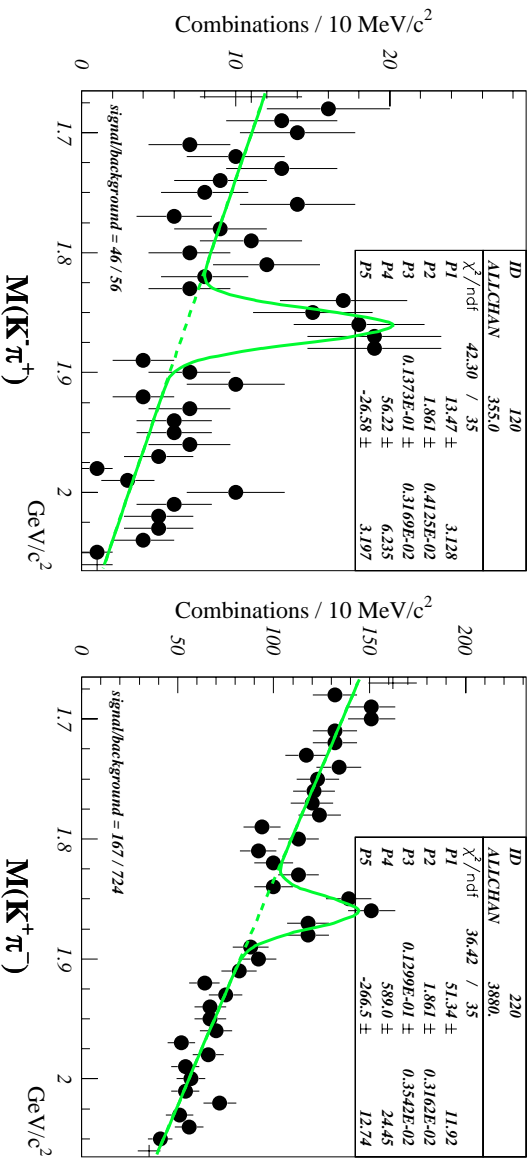 ID 120
ALLCHAN 355.0
χ²/ndf 42.30 / 35
P1 13.47 ± 3.128
P2 1.861 ± 0.4125E-02
P3 0.1373E-01 ± 0.3169E-02
P4 56.22 ± 6.235
P5 -26.58 ± 3.197
Combinations / 10 MeV/c²
0 10 20
signal/background = 46 / 56
1.7 1.8 1.9 2
M(K⁻π⁺) GeV/c²
ID 220
ALLCHAN 3880.
χ²/ndf 36.42 / 35
P1 51.34 ± 11.92
P2 1.861 ± 0.3162E-02
P3 0.1299E-01 ± 0.3542E-02
P4 589.0 ± 24.45
P5 -266.5 ± 12.74
Combinations / 10 MeV/c²
50 100 150 200
signal/background = 167 / 724
1.7 1.8 1.9 2
M(K⁺π⁻) GeV/c²